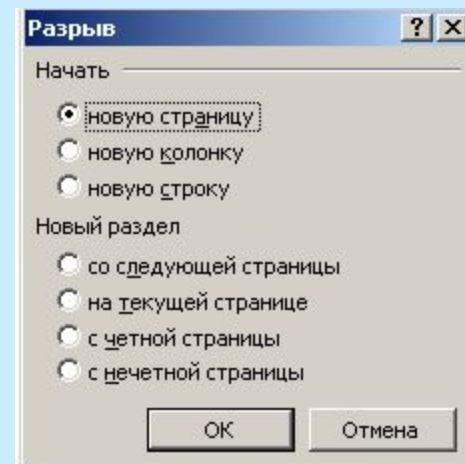 Разрыв
Начать
новую страницу
новую колонку
новую строку
Новый раздел
со следующей страницы
на текущей странице
с четной страницы
с нечетной страницы
ОК Отмена